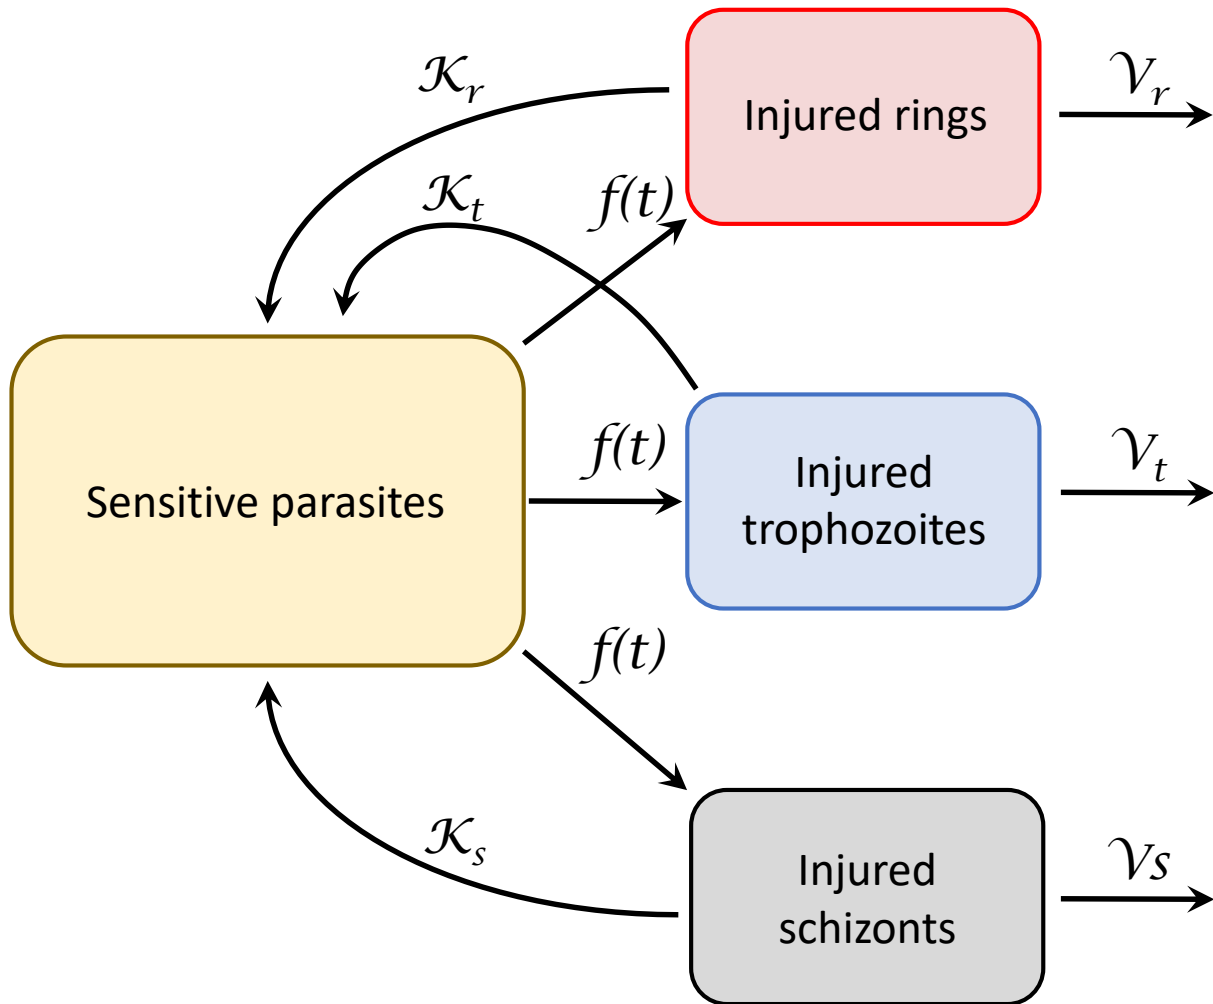 𝒦r
𝒱r
Injured rings
𝒦t
f(t)
Sensitive parasites
f(t)
Injured
trophozoites
𝒱t
f(t)
𝒦s
Injured
schizonts
𝒱s